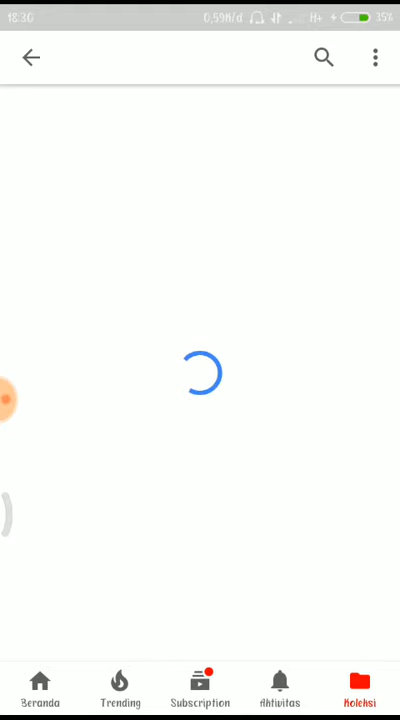 18:30 0,59K/d H+ 35%
Beranda Trending Subscription Aktivitas Koleksi